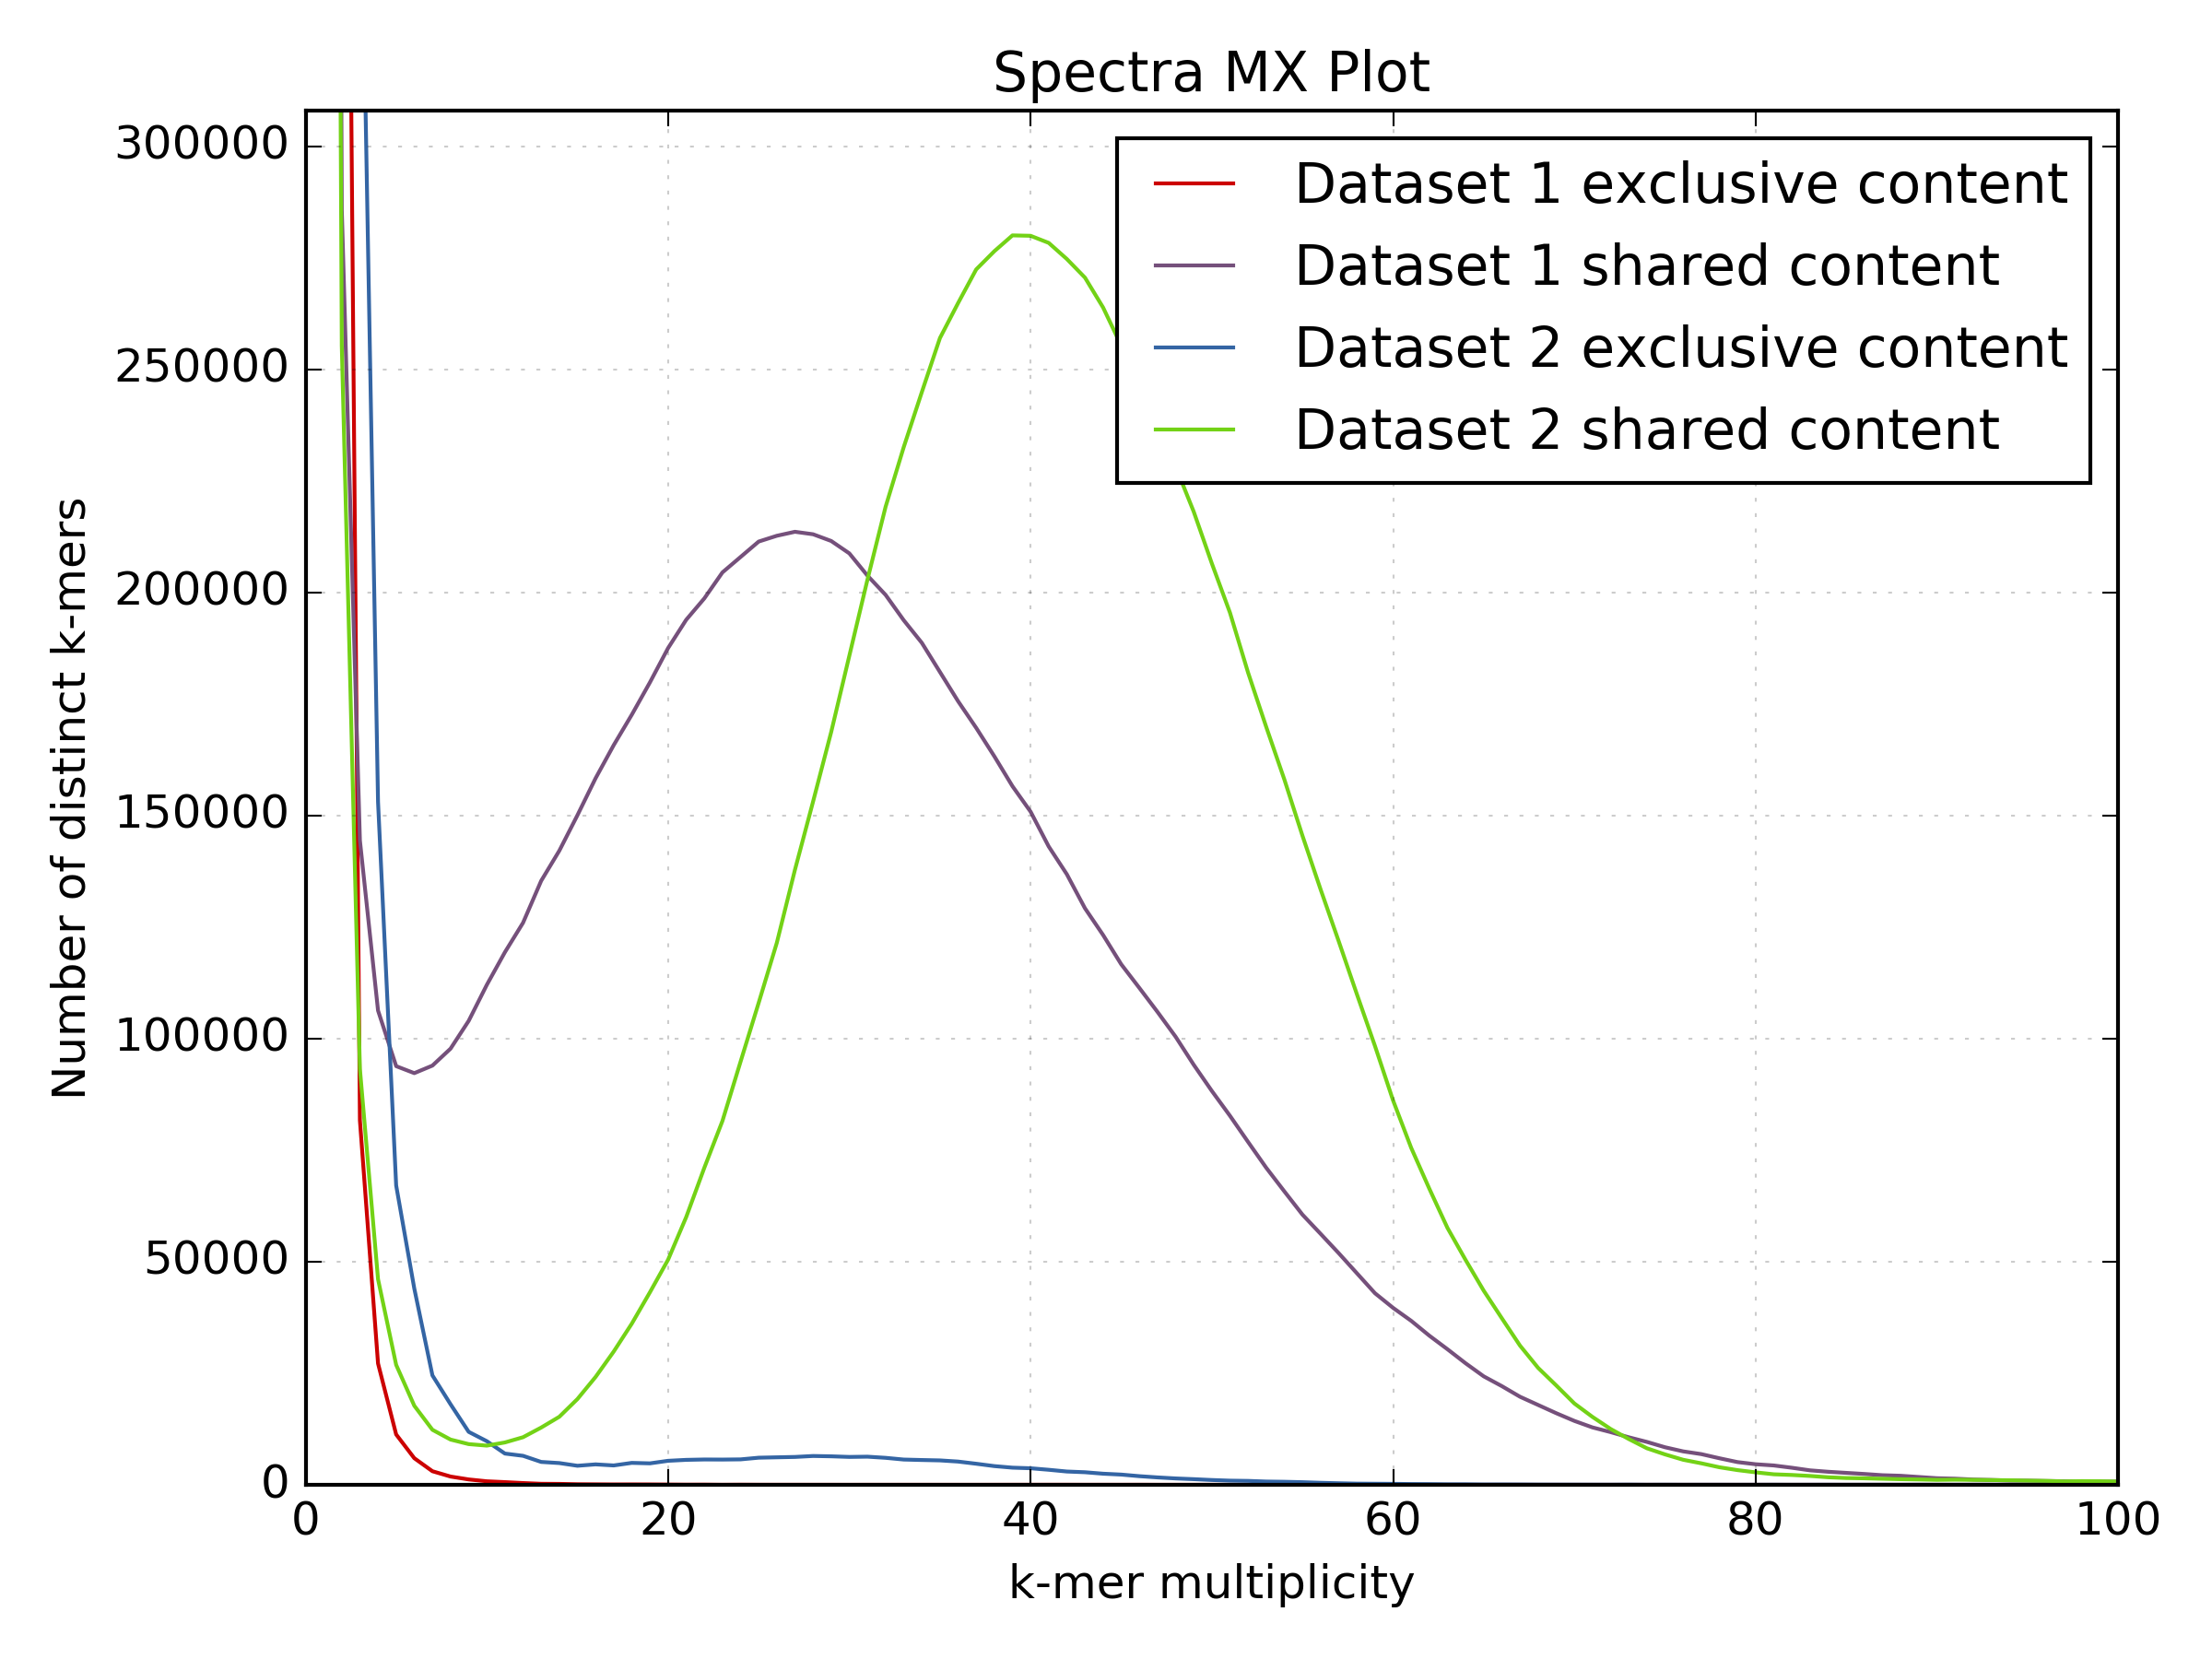 Spectra MX Plot
Dataset 1 exclusive content
Dataset 1 shared content
Dataset 2 exclusive content
Dataset 2 shared content
Number of distinct k-mers
300000
250000
200000
150000
100000
50000
0
0 20 40 60 80 100
k-mer multiplicity